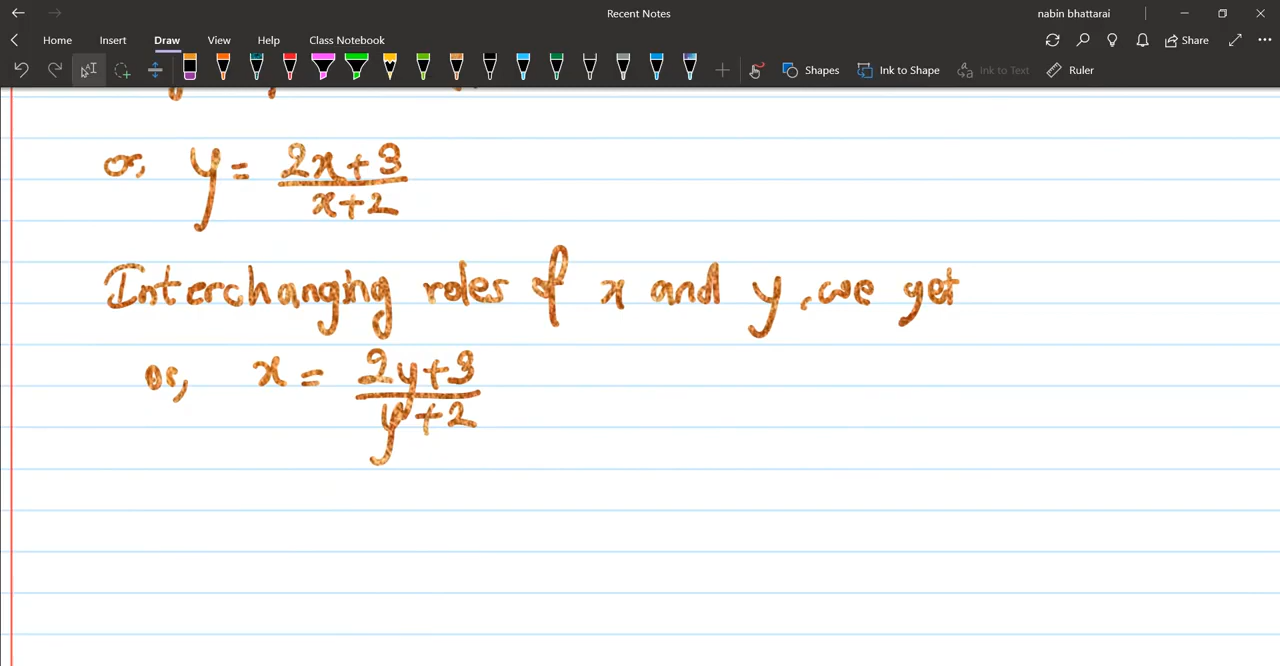 Recent Notes nabin bhattarai
Home Insert Draw View Help Class Notebook Share
Shapes Ink to Shape Ink to Text Ruler
or, y = (2x+3)/(x+2)
Interchanging roles of x and y, we get
or, x = (2y+3)/(y+2)